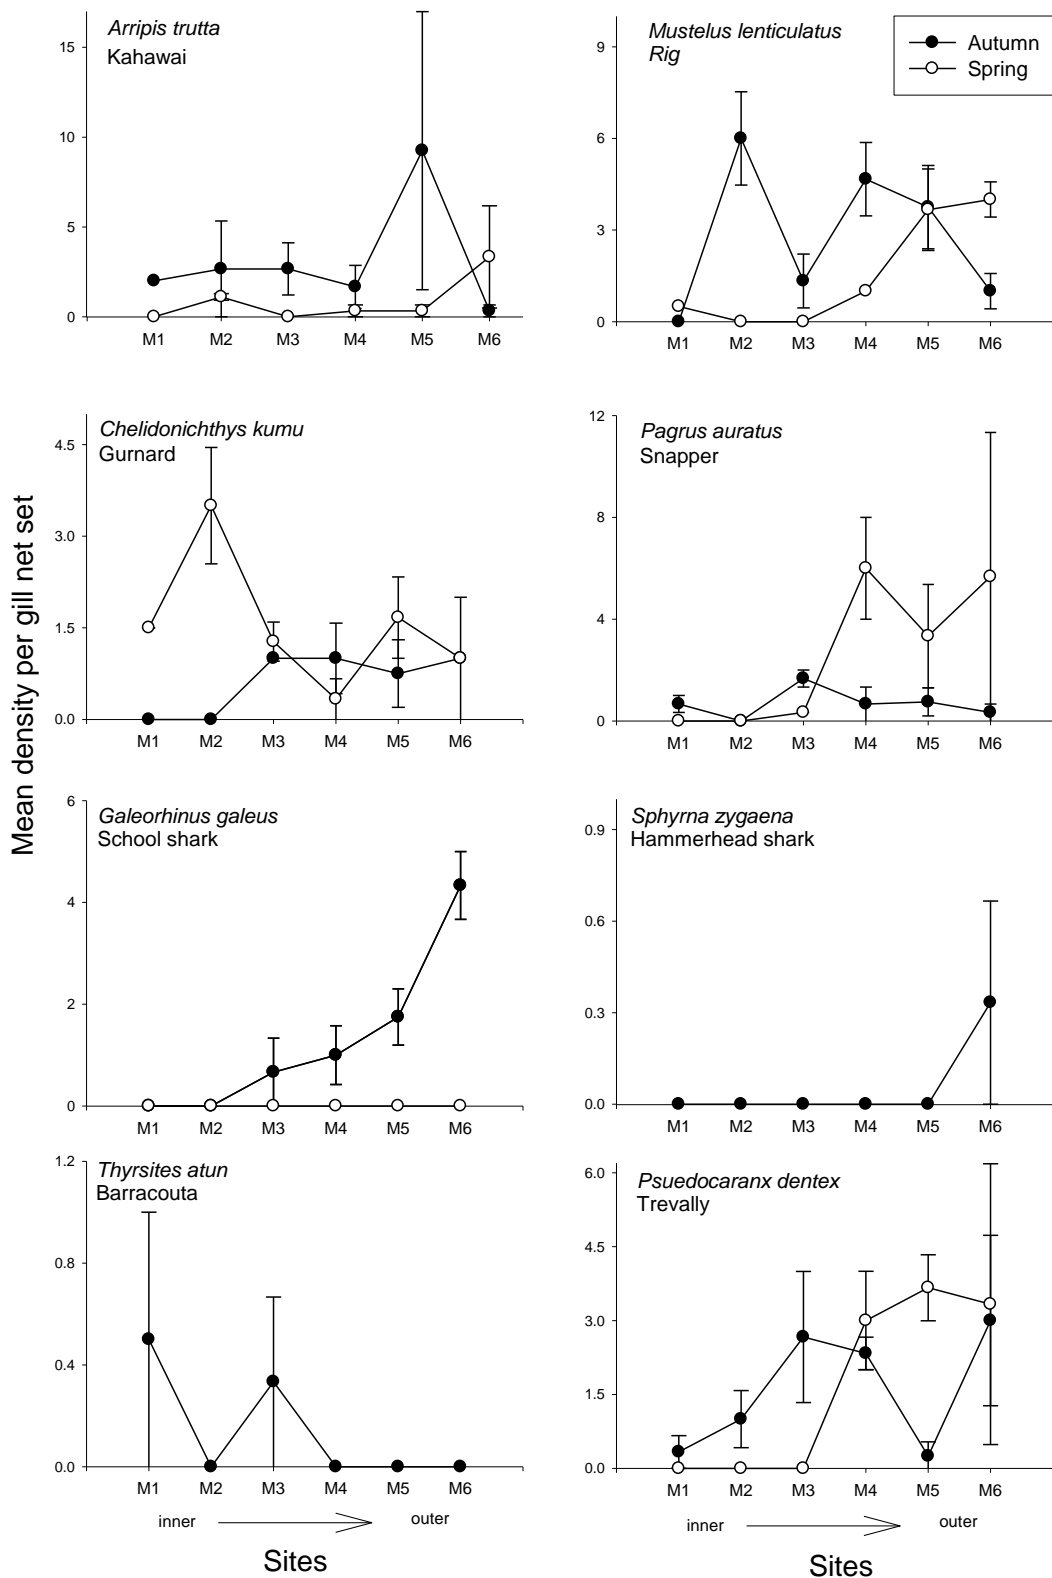 Arripis trutta
Kahawai
15
10
5
0
M1 M2 M3 M4 M5 M6
Mustelus lenticulatus
Rig
Autumn
Spring
9
6
3
0
M1 M2 M3 M4 M5 M6
Mean density per gill net set
Chelidonichthys kumu
Gurnard
4.5
3.0
1.5
0.0
M1 M2 M3 M4 M5 M6
Pagrus auratus
Snapper
12
8
4
0
M1 M2 M3 M4 M5 M6
Galeorhinus galeus
School shark
6
4
2
0
M1 M2 M3 M4 M5 M6
Sphyrna zygaena
Hammerhead shark
0.9
0.6
0.3
0.0
M1 M2 M3 M4 M5 M6
Thyrsites atun
Barracouta
1.2
0.8
0.4
0.0
M1 M2 M3 M4 M5 M6
inner outer
Sites
Psuedocaranx dentex
Trevally
6.0
4.5
3.0
1.5
0.0
M1 M2 M3 M4 M5 M6
inner outer
Sites